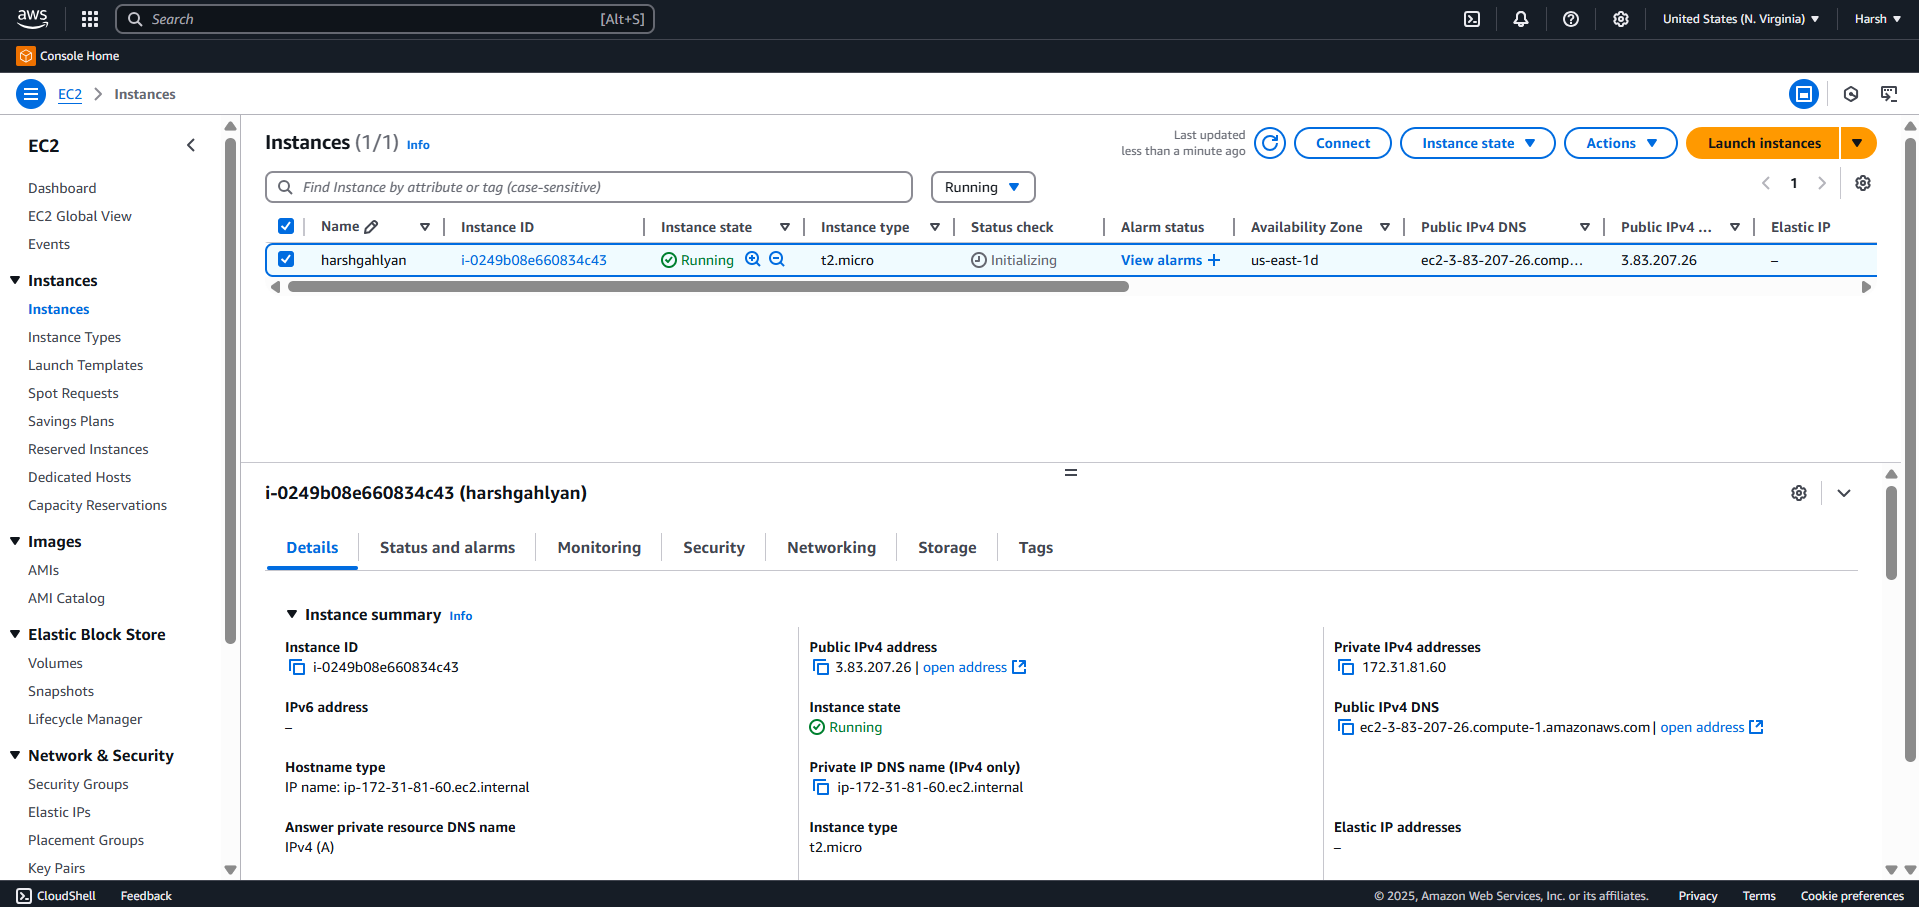 aws
Search [Alt+S]
United States (N. Virginia)
Harsh
Console Home
EC2 Instances
EC2
Dashboard
EC2 Global View
Events
Instances
Instances
Instance Types
Launch Templates
Spot Requests
Savings Plans
Reserved Instances
Dedicated Hosts
Capacity Reservations
Images
AMIs
AMI Catalog
Elastic Block Store
Volumes
Snapshots
Lifecycle Manager
Network & Security
Security Groups
Elastic IPs
Placement Groups
Key Pairs
Instances (1/1) Info
Last updated
less than a minute ago
Connect
Instance state
Actions
Launch instances
Find Instance by attribute or tag (case-sensitive)
Running
1
Name Instance ID Instance state Instance type Status check Alarm status Availability Zone Public IPv4 DNS Public IPv4 ... Elastic IP
harshgahlyan i-0249b08e660834c43 Running t2.micro Initializing View alarms + us-east-1d ec2-3-83-207-26.comp... 3.83.207.26 –
i-0249b08e660834c43 (harshgahlyan)
Details Status and alarms Monitoring Security Networking Storage Tags
Instance summary Info
Instance ID
i-0249b08e660834c43
Public IPv4 address
3.83.207.26 | open address
Private IPv4 addresses
172.31.81.60
IPv6 address
–
Instance state
Running
Public IPv4 DNS
ec2-3-83-207-26.compute-1.amazonaws.com | open address
Hostname type
IP name: ip-172-31-81-60.ec2.internal
Private IP DNS name (IPv4 only)
ip-172-31-81-60.ec2.internal
Answer private resource DNS name
IPv4 (A)
Instance type
t2.micro
Elastic IP addresses
–
CloudShell Feedback © 2025, Amazon Web Services, Inc. or its affiliates. Privacy Terms Cookie preferences